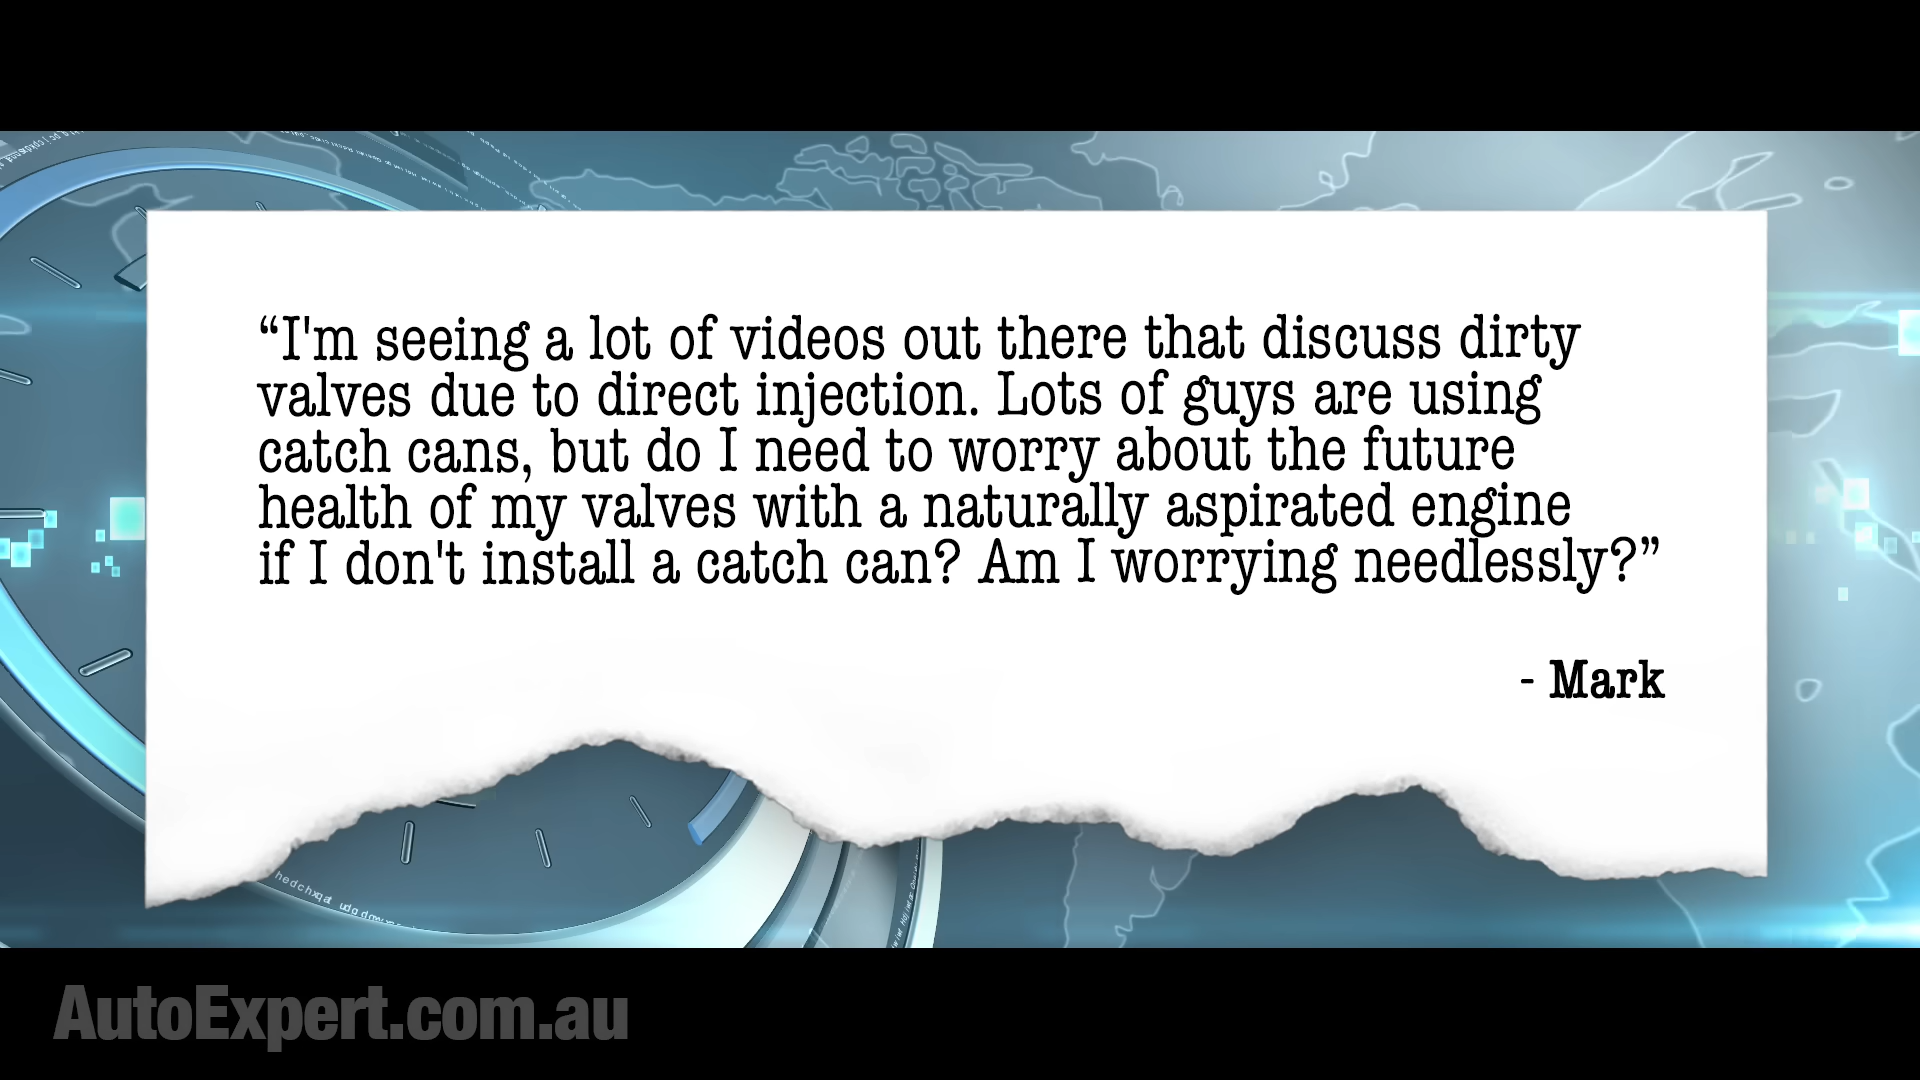 “I'm seeing a lot of videos out there that discuss dirty
valves due to direct injection. Lots of guys are using
catch cans, but do I need to worry about the future
health of my valves with a naturally aspirated engine
if I don't install a catch can? Am I worrying needlessly?”
- Mark
AutoExpert.com.au